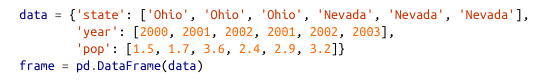 data = {'state': ['Ohio', 'Ohio', 'Ohio', 'Nevada', 'Nevada', 'Nevada'],
        'year': [2000, 2001, 2002, 2001, 2002, 2003],
        'pop': [1.5, 1.7, 3.6, 2.4, 2.9, 3.2]}
frame = pd.DataFrame(data)